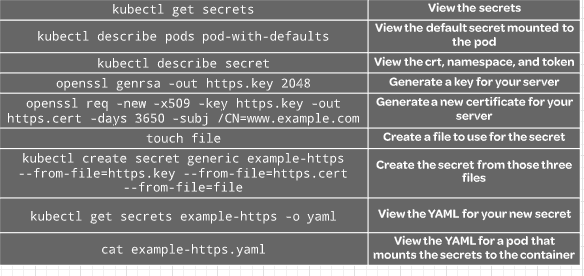 kubectl get secrets
View the secrets
kubectl describe pods pod-with-defaults
View the default secret mounted to
the pod
kubectl describe secret
View the crt, namespace, and token
openssl genrsa -out https.key 2048
Generate a key for your server
openssl req -new -x509 -key https.key -out
https.cert -days 3650 -subj /CN=www.example.com
Generate a new certificate for your
server
touch file
Create a file to use for the secret
kubectl create secret generic example-https
--from-file=https.key --from-file=https.cert
--from-file=file
Create the secret from those three
files
kubectl get secrets example-https -o yaml
View the YAML for your new secret
cat example-https.yaml
View the YAML for a pod that
mounts the secrets to the container